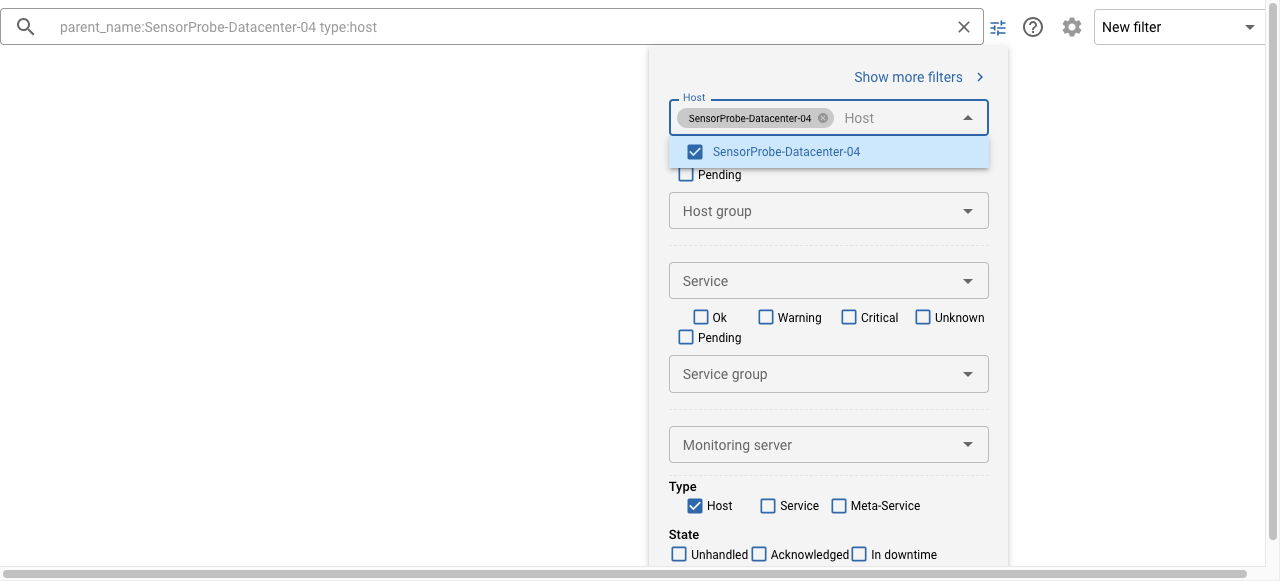 parent_name:SensorProbe-Datacenter-04 type:host
New filter
Show more filters
Host
SensorProbe-Datacenter-04 Host
SensorProbe-Datacenter-04
Pending
Host group
Service
Ok Warning Critical Unknown
Pending
Service group
Monitoring server
Type
Host Service Meta-Service
State
Unhandled Acknowledged In downtime